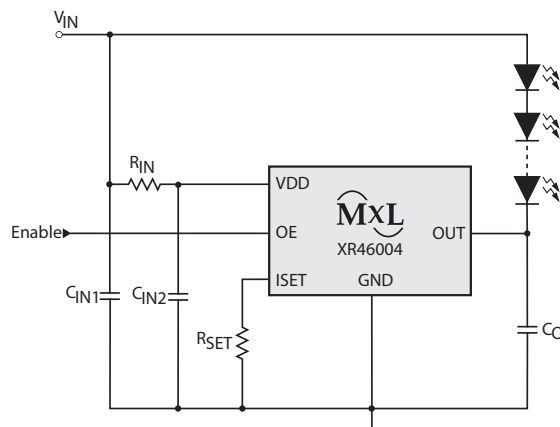 VIN
RIN
VDD
MxL
XR46004
Enable
OE
OUT
ISET
GND
CIN1
CIN2
RSET
CO